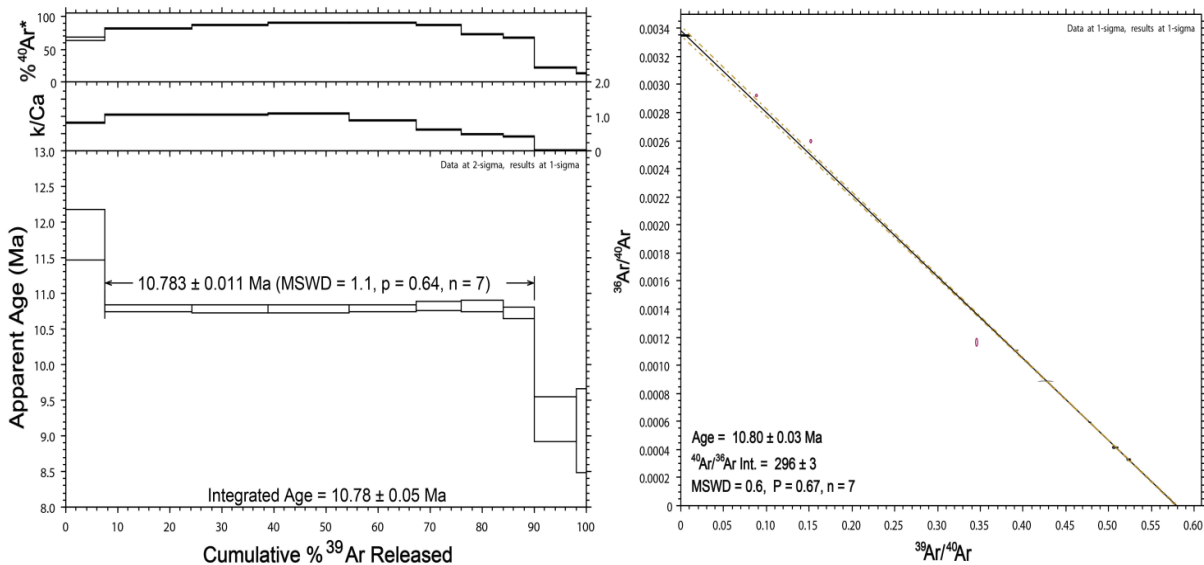 % ⁴⁰Ar*
100
50
0
k/Ca
2.0
1.0
0
Apparent Age (Ma)
13.0
12.5
12.0
11.5
11.0
10.5
10.0
9.5
9.0
8.5
8.0
Data at 2-sigma, results at 1-sigma
10.783 ± 0.011 Ma (MSWD = 1.1, p = 0.64, n = 7)
Integrated Age = 10.78 ± 0.05 Ma
0 10 20 30 40 50 60 70 80 90 100
Cumulative % ³⁹Ar Released
³⁶Ar/⁴⁰Ar
0.0034
0.0032
0.0030
0.0028
0.0026
0.0024
0.0022
0.0020
0.0018
0.0016
0.0014
0.0012
0.0010
0.0008
0.0006
0.0004
0.0002
0
Data at 1-sigma, results at 1-sigma
Age = 10.80 ± 0.03 Ma
⁴⁰Ar/³⁶Ar Int. = 296 ± 3
MSWD = 0.6, P = 0.67, n = 7
0 0.05 0.10 0.15 0.20 0.25 0.30 0.35 0.40 0.45 0.50 0.55 0.60
³⁹Ar/⁴⁰Ar